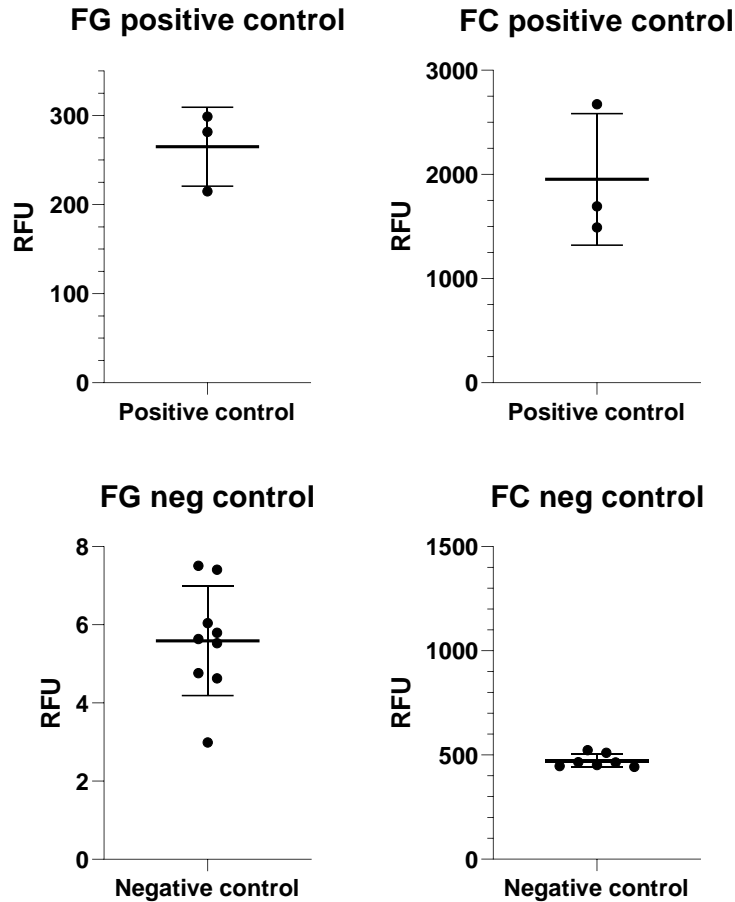 FG positive control
FC positive control
300
200
100
0
RFU
Positive control
3000
2000
1000
0
RFU
Positive control
FG neg control
FC neg control
8
6
4
2
0
RFU
Negative control
1500
1000
500
0
RFU
Negative control